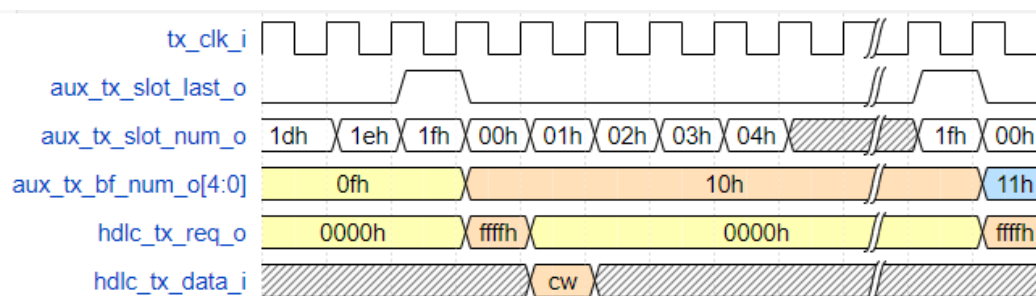 tx_clk_i
aux_tx_slot_last_o
aux_tx_slot_num_o 1dh 1eh 1fh 00h 01h 02h 03h 04h 1fh 00h
aux_tx_bf_num_o[4:0] 0fh 10h 11h
hdlc_tx_req_o 0000h ffffh 0000h ffffh
hdlc_tx_data_i cw